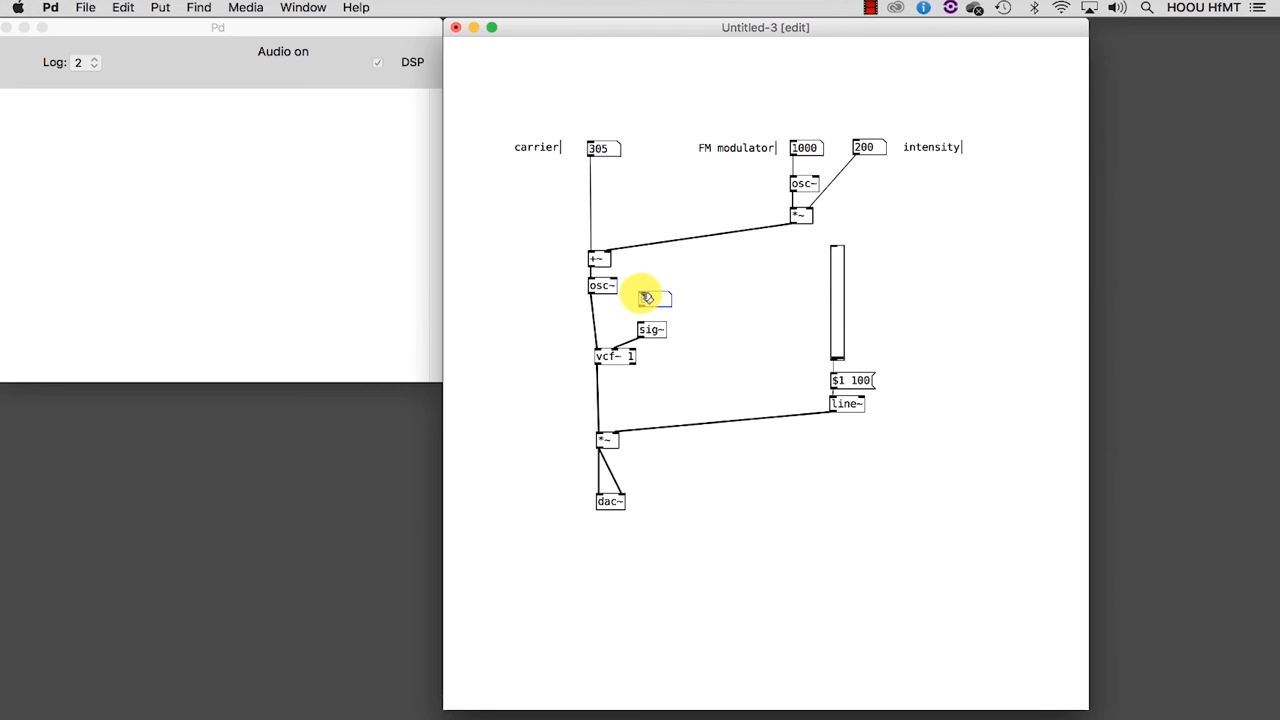 Pd File Edit Put Find Media Window Help HOOU HfMT
Pd
Untitled-3 [edit]
Audio on
Log: 2 DSP
carrier 305 FM modulator 1000 200 intensity
osc~
*~
+~
osc~
sig~
vcf~ 1
$1 100
line~
*~
dac~